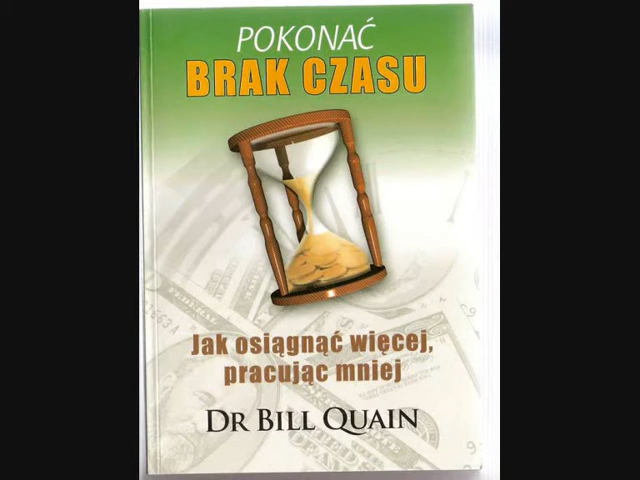 POKONAĆ
BRAK CZASU
Jak osiągnąć więcej,
pracując mniej
DR BILL QUAIN